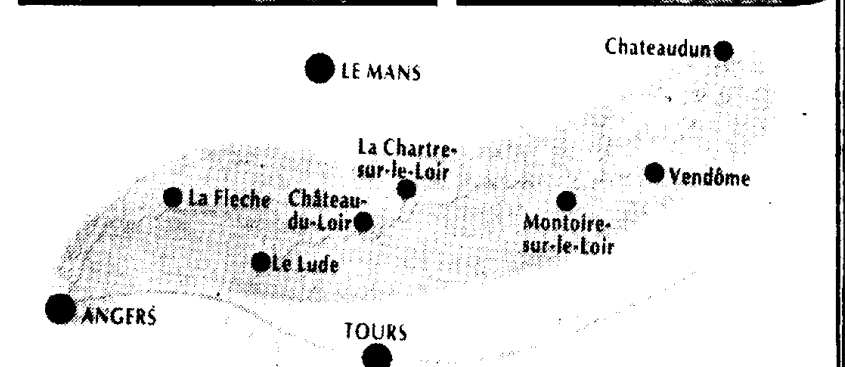 Chateaudun
LE MANS
La Chartre-
sur-le-Loir
Vendôme
La Fleche
Château-
du-Loir
Montoire-
sur-le-Loir
Le Lude
ANGERS
TOURS